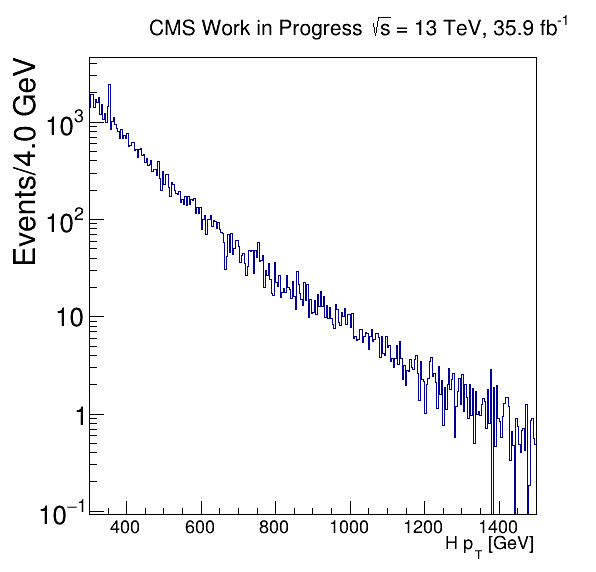 CMS Work in Progress √s = 13 TeV, 35.9 fb⁻¹
Events/4.0 GeV
10³
10²
10
1
10⁻¹
400 600 800 1000 1200 1400
H p_T [GeV]